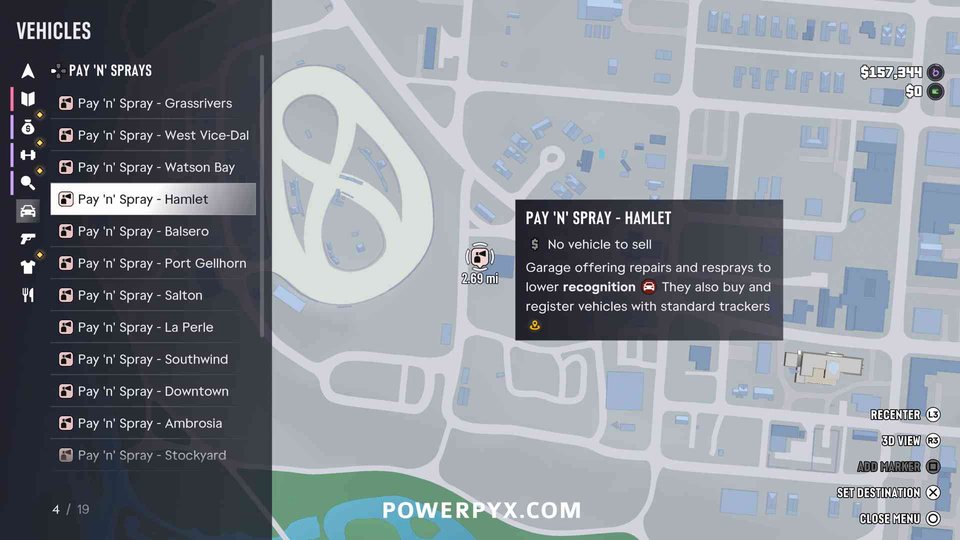 VEHICLES
PAY 'N' SPRAYS
Pay 'n' Spray - Grassrivers
Pay 'n' Spray - West Vice-Dal
Pay 'n' Spray - Watson Bay
Pay 'n' Spray - Hamlet
Pay 'n' Spray - Balsero
Pay 'n' Spray - Port Gellhorn
Pay 'n' Spray - Salton
Pay 'n' Spray - La Perle
Pay 'n' Spray - Southwind
Pay 'n' Spray - Downtown
Pay 'n' Spray - Ambrosia
Pay 'n' Spray - Stockyard
4 / 19
$157,344
$0
2.69 mi
PAY 'N' SPRAY - HAMLET
$ No vehicle to sell
Garage offering repairs and resprays to
lower recognition They also buy and
register vehicles with standard trackers
RECENTER L3
3D VIEW R3
ADD MARKER
SET DESTINATION
CLOSE MENU
POWERPYX.COM